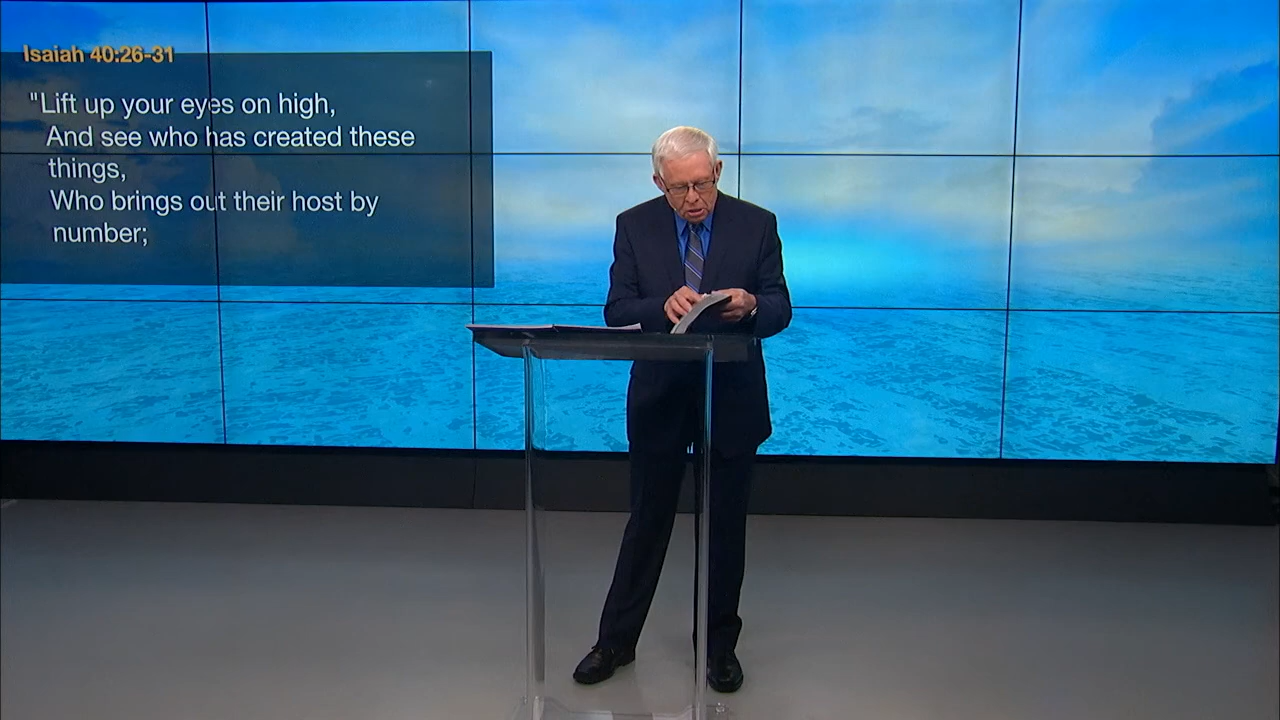 Isaiah 40:26-31
"Lift up your eyes on high,
And see who has created these
things,
Who brings out their host by
number;